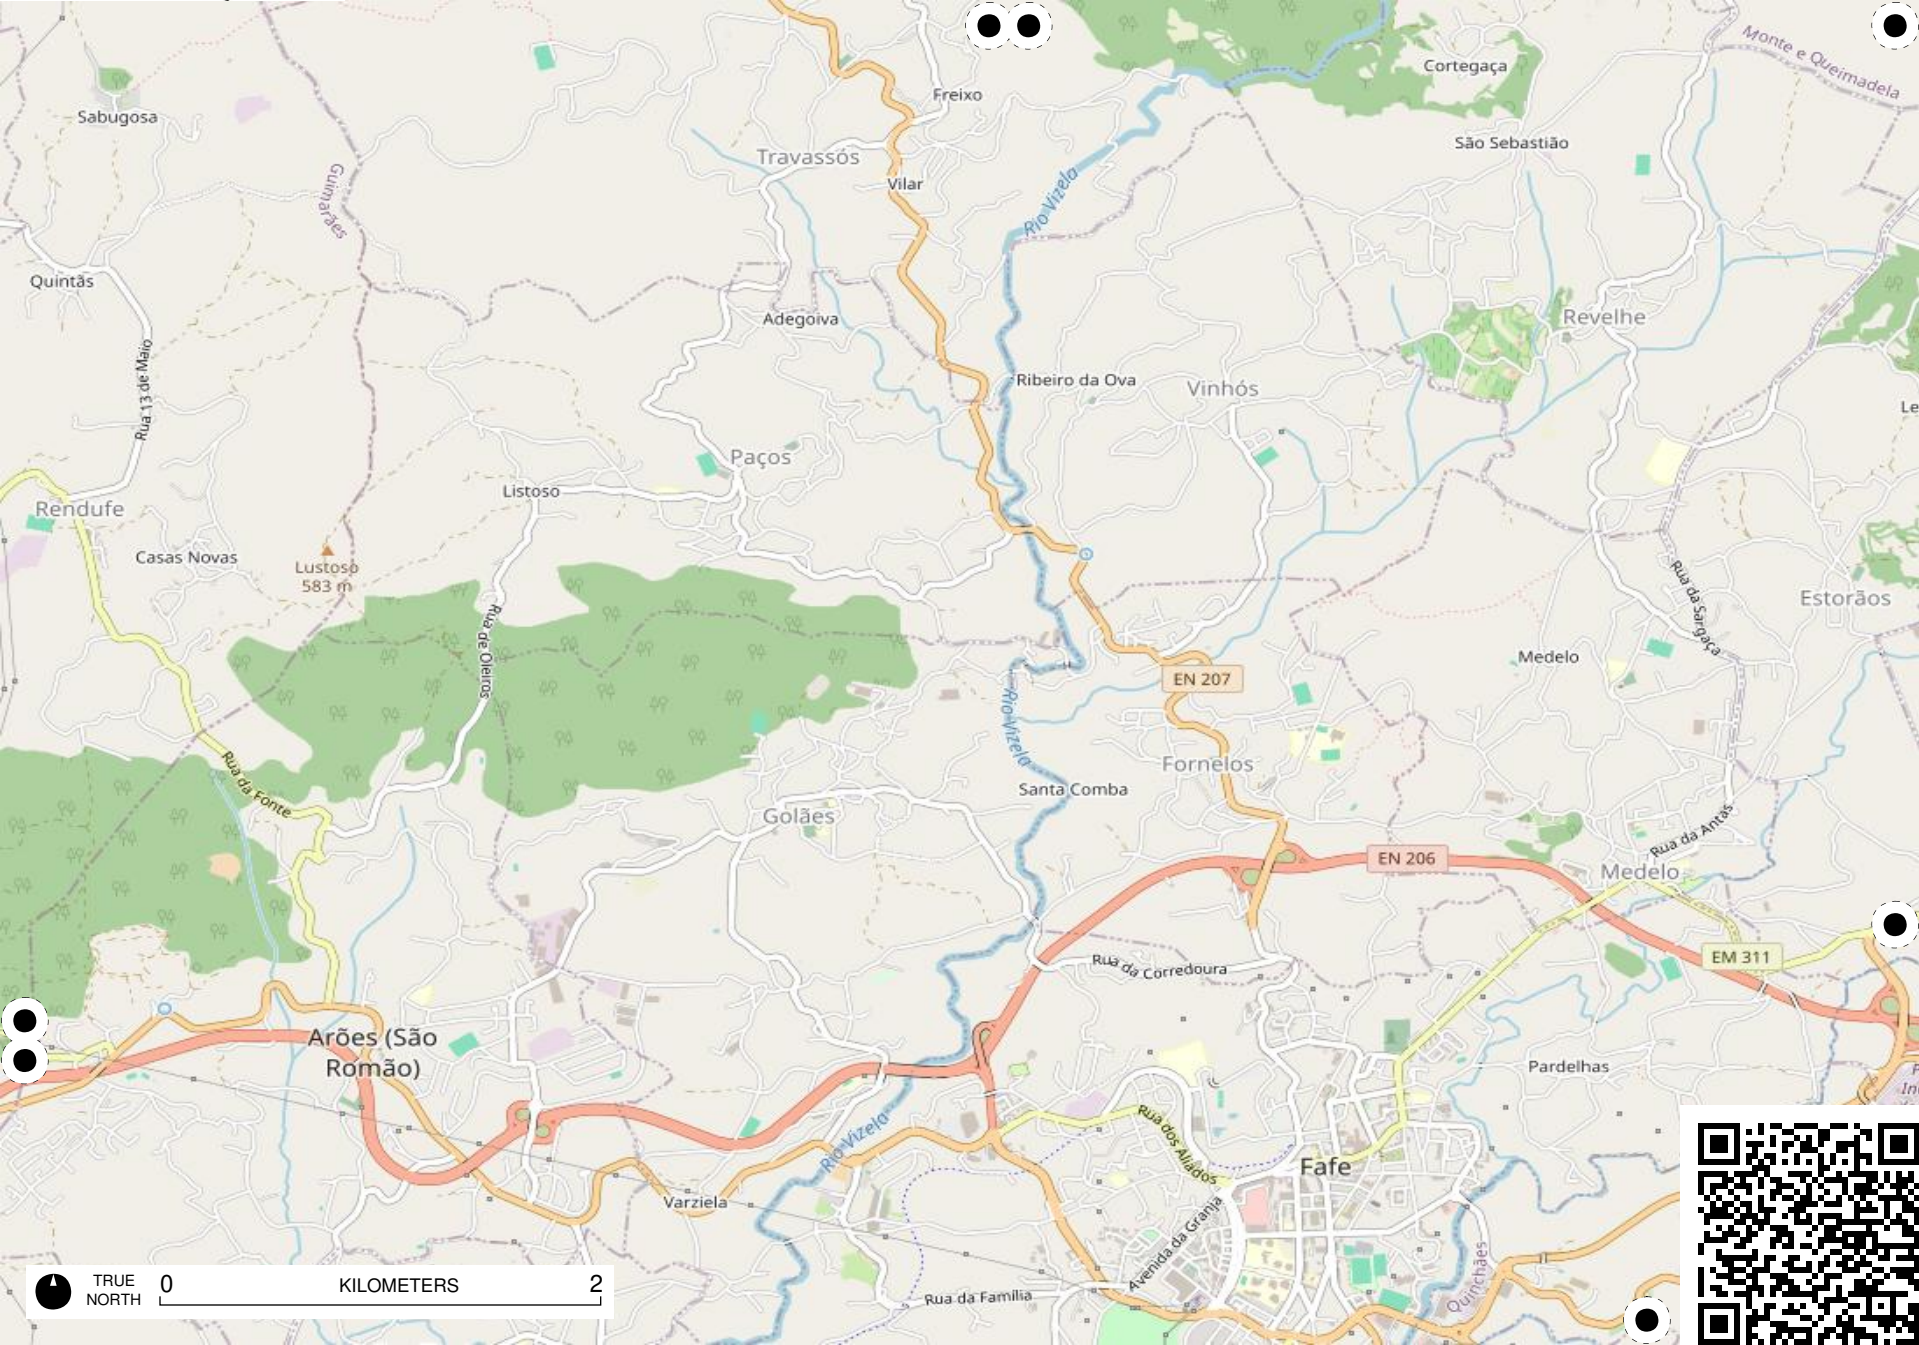 Monte e Queimadela
Cortegaça
Freixo
Sabugosa
São Sebastião
Travassós
Vilar
Guimarães
Rio Vizela
Quintãs
Revelhe
Adegoiva
Rua 13 de Maio
Ribeiro da Ova
Vinhós
Le
Paços
Listoso
Rendufe
Casas Novas
Lustoso
583 m
Rua da Sargaça
Estorãos
Rua de Oleiros
Medelo
EN 207
Rio Vizela
Rua da Fonte
Fornelos
Santa Comba
Golães
Rua da Antas
EN 206
Medelo
Rua da Corredoura
EM 311
Arões (São
Romão)
Pardelhas
P
In
Rio Vizela
Rua dos Aliados
Fafe
Varziela
Avenida da Granja
Quinchães
Rua da Família
TRUE
NORTH
0 KILOMETERS 2